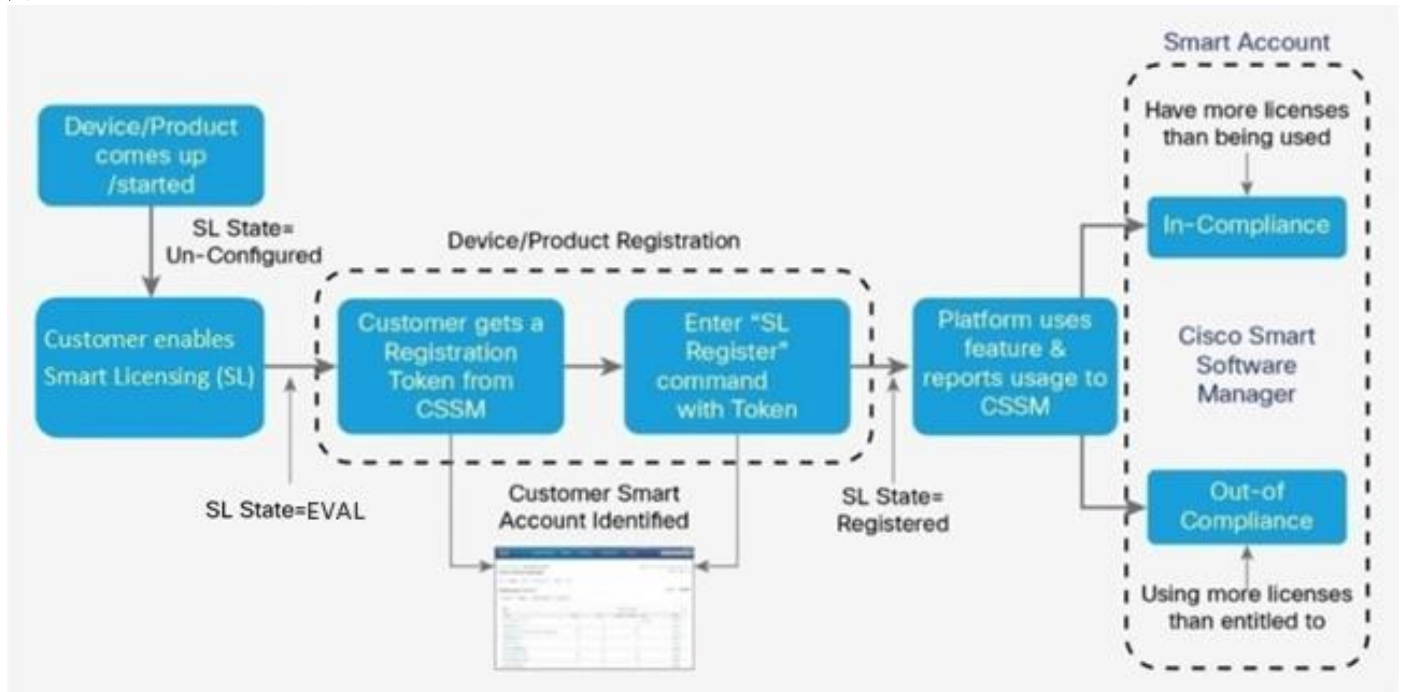 Smart Account
Have more licenses
than being used
Device/Product
comes up
/started
SL State=
Un-Configured
Device/Product Registration
In-Compliance
Customer enables
Smart Licensing (SL)
Customer gets a
Registration
Token from
CSSM
Enter "SL
Register"
command
with Token
Platform uses
feature &
reports usage to
CSSM
Cisco Smart
Software
Manager
SL State=EVAL
Customer Smart
Account Identified
SL State=
Registered
Out-of
Compliance
Using more licenses
than entitled to